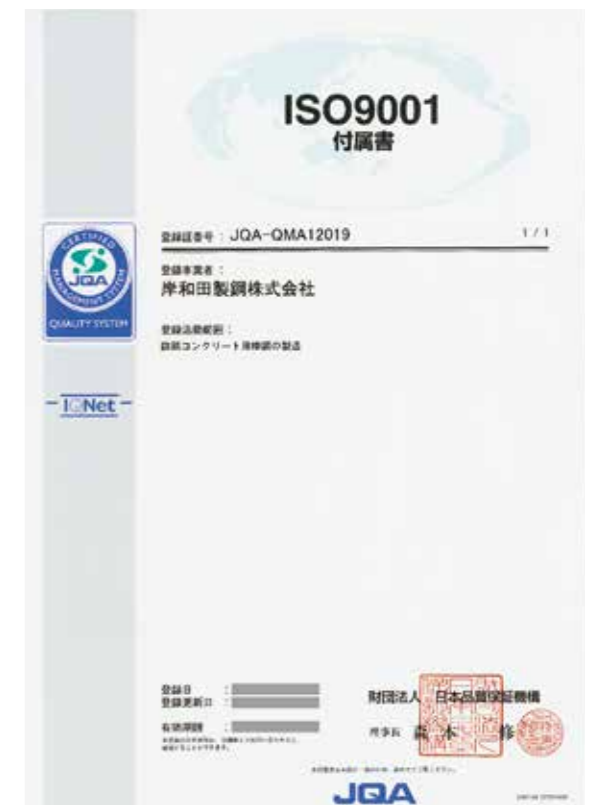 ISO9001
付属書
登録証番号 : JQA-QMA12019
1 / 1
登録事業者 :
岸和田製鋼株式会社
CERTIFIED
MANAGEMENT SYSTEM
JQA
QUALITY SYSTEM
登録活動範囲 :
鉄筋コンクリート用棒鋼の製造
IQNet
登録日 :
登録更新日 :
有効期限 :
財団法人 日本品質保証機構
理事長 森本 修
JQA